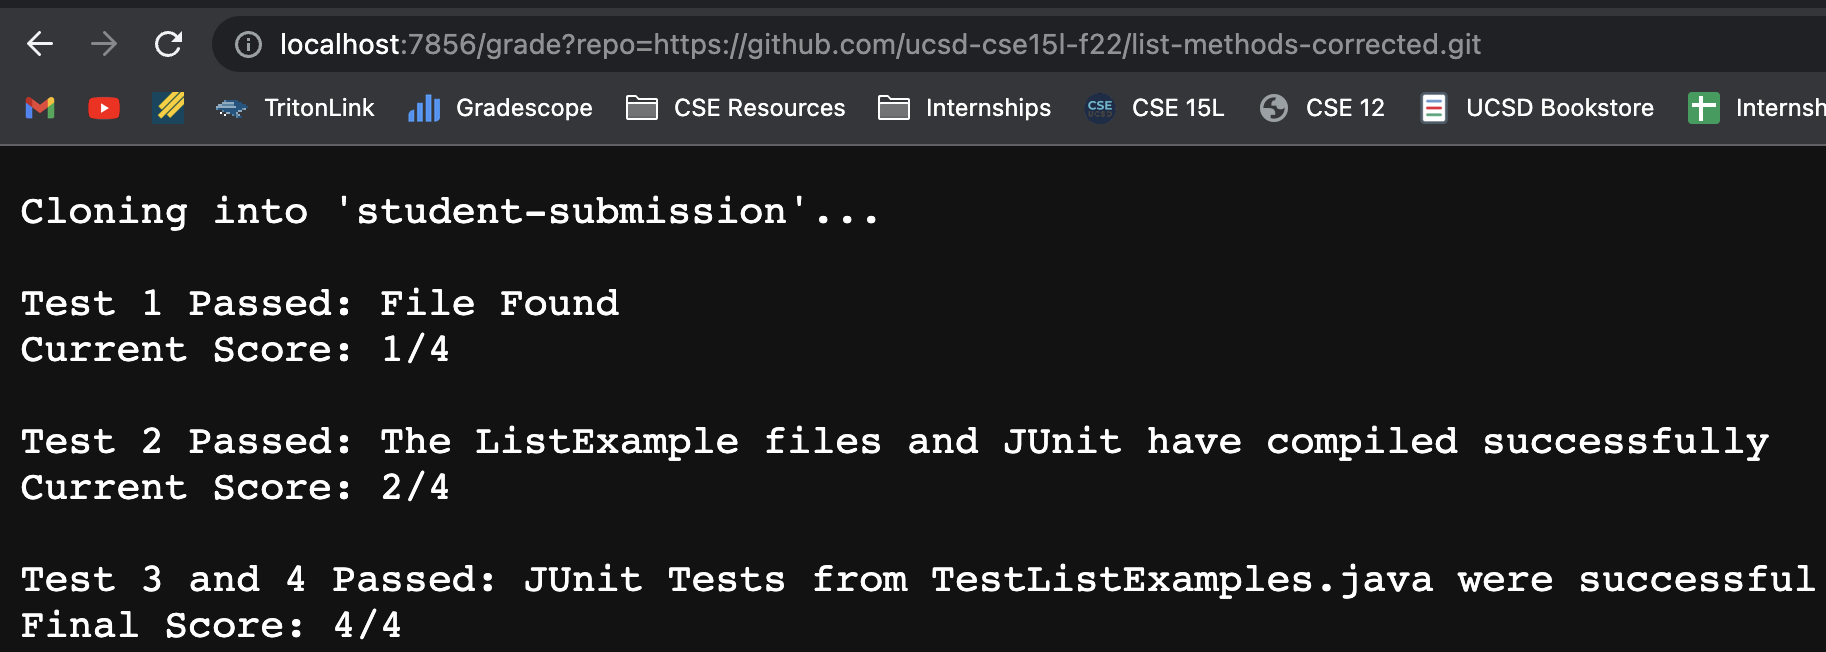 localhost:7856/grade?repo=https://github.com/ucsd-cse15l-f22/list-methods-corrected.git
TritonLink Gradescope CSE Resources Internships CSE UCSD CSE 15L CSE 12 UCSD Bookstore Internsh
Cloning into 'student-submission'...
Test 1 Passed: File Found
Current Score: 1/4
Test 2 Passed: The ListExample files and JUnit have compiled successfully
Current Score: 2/4
Test 3 and 4 Passed: JUnit Tests from TestListExamples.java were successful
Final Score: 4/4